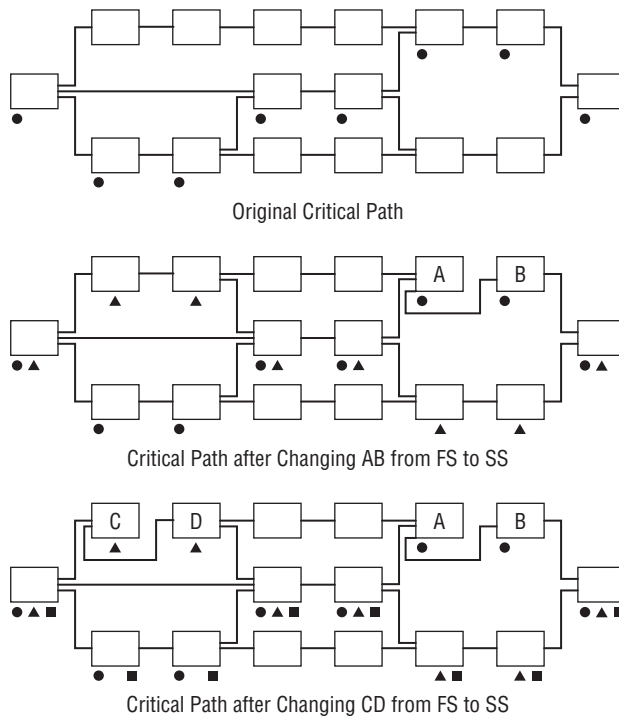 Original Critical Path
A B
Critical Path after Changing AB from FS to SS
C D A B
Critical Path after Changing CD from FS to SS